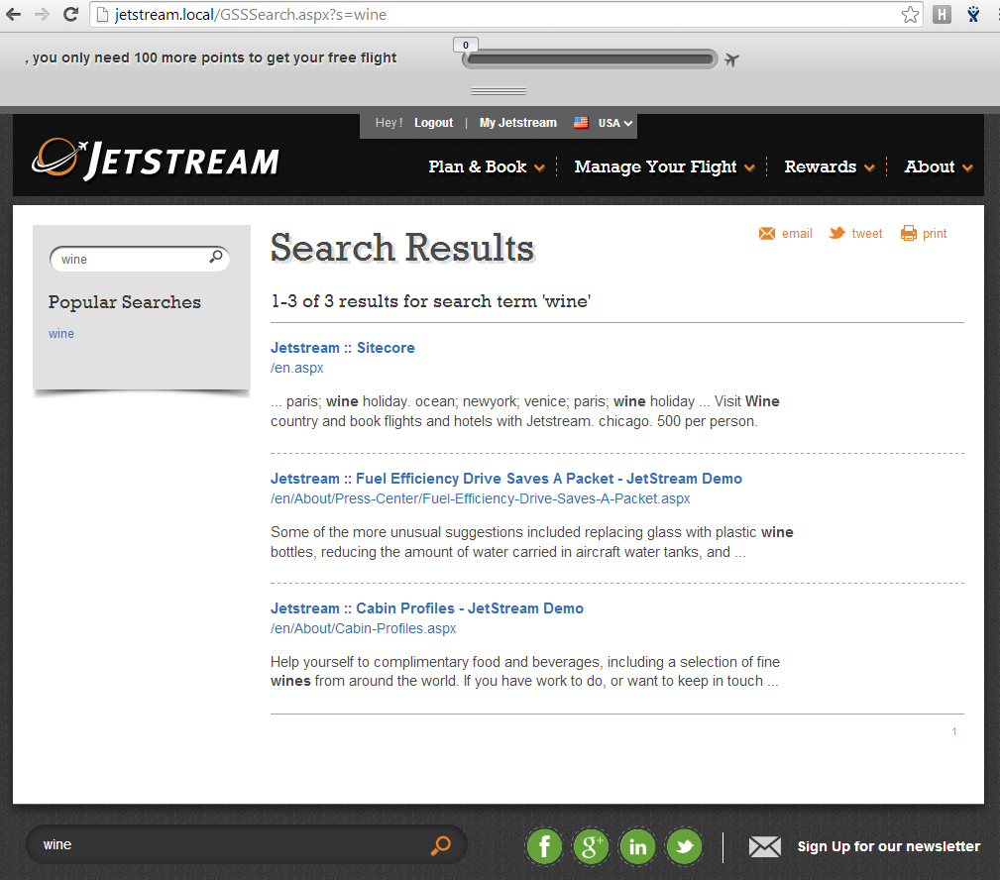 jetstream.local/GSSSearch.aspx?s=wine
H
, you only need 100 more points to get your free flight
0
Hey ! Logout | My Jetstream USA
JETSTREAM
Plan & Book Manage Your Flight Rewards About
wine
Popular Searches
wine
Search Results
email tweet print
1-3 of 3 results for search term 'wine'
Jetstream :: Sitecore
/en.aspx
... paris; wine holiday. ocean; newyork; venice; paris; wine holiday ... Visit Wine
country and book flights and hotels with Jetstream. chicago. 500 per person.
Jetstream :: Fuel Efficiency Drive Saves A Packet - JetStream Demo
/en/About/Press-Center/Fuel-Efficiency-Drive-Saves-A-Packet.aspx
Some of the more unusual suggestions included replacing glass with plastic wine
bottles, reducing the amount of water carried in aircraft water tanks, and ...
Jetstream :: Cabin Profiles - JetStream Demo
/en/About/Cabin-Profiles.aspx
Help yourself to complimentary food and beverages, including a selection of fine
wines from around the world. If you have work to do, or want to keep in touch ...
1
wine
f g+ in
Sign Up for our newsletter